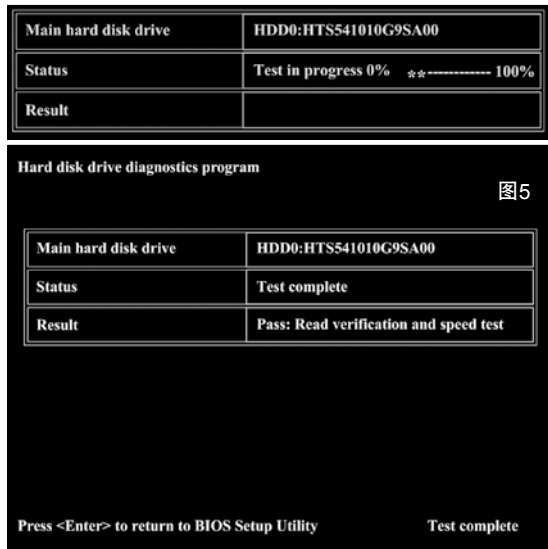 Main hard disk drive HDD0:HTS541010G9SA00
Status Test in progress 0% **------------ 100%
Result
Hard disk drive diagnostics program
图5
Main hard disk drive HDD0:HTS541010G9SA00
Status Test complete
Result Pass: Read verification and speed test
Press <Enter> to return to BIOS Setup Utility Test complete